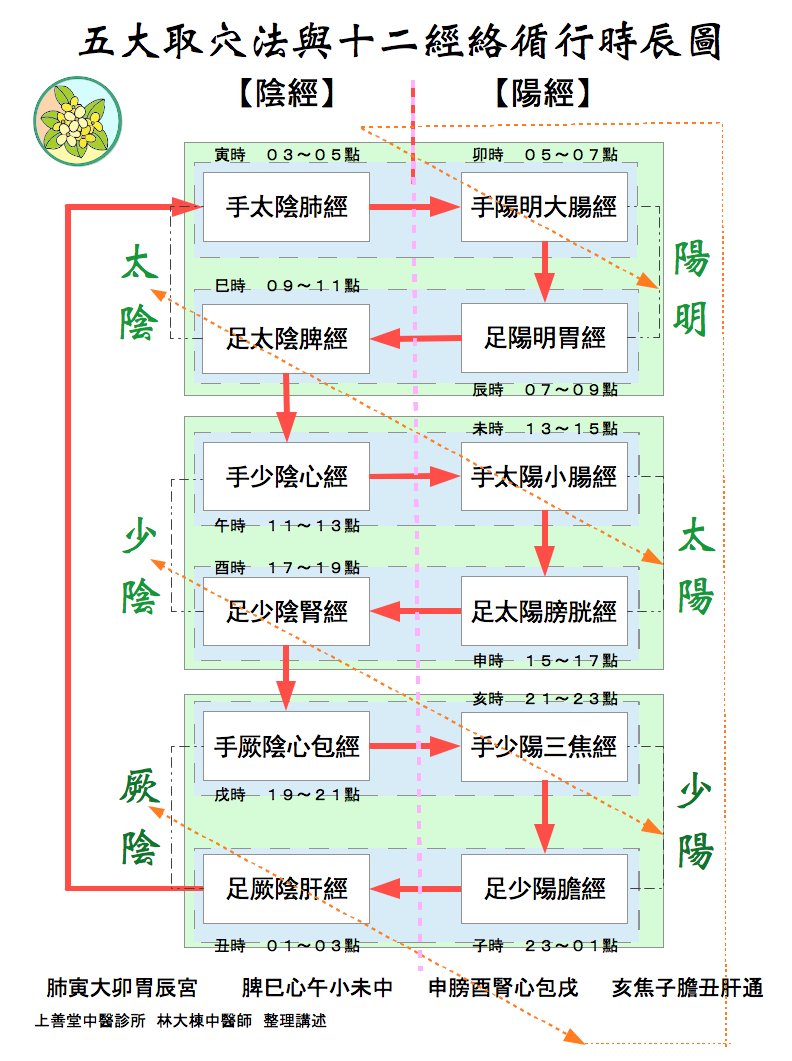 五大取穴法與十二經絡循行時辰圖
【陰經】 【陽經】
寅時 03～05點 卯時 05～07點
手太陰肺經 手陽明大腸經
太陰 陽明
巳時 09～11點
足太陰脾經 足陽明胃經
辰時 07～09點
未時 13～15點
手少陰心經 手太陽小腸經
午時 11～13點
少陰 太陽
酉時 17～19點
足少陰腎經 足太陽膀胱經
申時 15～17點
亥時 21～23點
手厥陰心包經 手少陽三焦經
戌時 19～21點
厥陰 少陽
足厥陰肝經 足少陽膽經
丑時 01～03點 子時 23～01點
肺寅大卯胃辰宮 脾巳心午小未中 申膀酉腎心包戌 亥焦子膽丑肝通
上善堂中醫診所 林大棟中醫師 整理講述